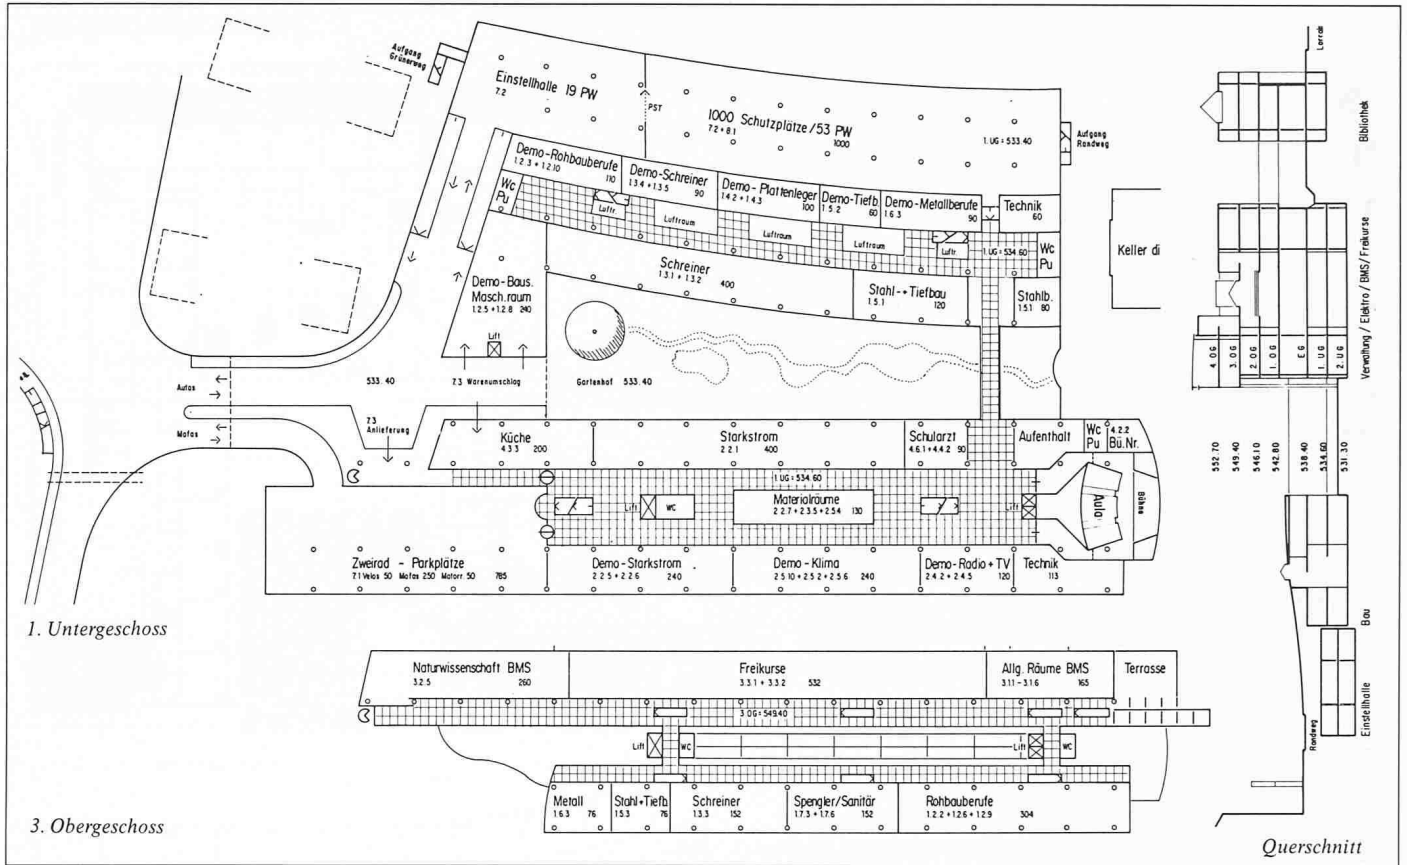 Aufgang
Grünerweg
Einstellhalle 19 PW
7.2
PST
1000 Schutzplätze/53 PW
7.2 + 8.1 1000
1. UG = 533.40
Aufgang
Randweg
Demo-Rohbauberufe
1.2.3 + 1.2.10 110
Demo-Schreiner
1.3.4 + 1.3.5 90
Demo-Plattenleger
1.4.2 + 1.4.3 100
Demo-Tiefb.
1.5.2 60
Demo-Metallberufe
1.6.3 90
Technik
60
Wc
Pu
Luftr.
Luftraum
Luftraum
Luftraum
Luftr.
1. UG = 534.60
Wc
Pu
Keller di
Demo-Baus.
Masch.raum
1.2.5 + 1.2.8 240
Lift
Schreiner
1.3.1 + 1.3.2 400
Stahl-+Tiefbau
1.5.1 120
Stahlb.
1.5.1 80
Autos
Mofas
533.40
7.3 Warenumschlag
Gartenhof 533.40
7.3
Anlieferung
Küche
4.3.3 200
Starkstrom
2.2.1 400
Schularzt
4.6.1 + 4.4.2 90
Aufenthalt
Wc
Pu
4.2.2
Bü.Nr.
1. UG = 534.60
Lift
WC
Materialräume
2.2.7 + 2.3.5 + 2.5.4 130
Lift
Aula
Bühne
Zweirad - Parkplätze
7.1 Velos 50 Mofas 250 Motorr. 50 785
Demo-Starkstrom
2.2.5 + 2.2.6 240
Demo-Klima
2.5.10 + 2.5.2 + 2.5.6 240
Demo-Radio + TV
2.4.2 + 2.4.5 120
Technik
113
1. Untergeschoss
Naturwissenschaft BMS
3.2.5 260
Freikurse
3.3.1 + 3.3.2 532
Allg. Räume BMS
3.1.1 - 3.1.6 165
Terrasse
3. OG = 549.40
Lift
WC
Lift
WC
Metall
1.6.3 76
Stahl+Tiefb.
1.5.3 76
Schreiner
1.3.3 152
Spengler/Sanitär
1.7.3 + 1.7.6 152
Rohbauberufe
1.2.2 + 1.2.6 + 1.2.9 304
3. Obergeschoss
Bibliothek
Verwaltung / Elektro / BMS / Freikurse
4. OG
3. OG
2. OG
1. OG
EG
1. UG
2. UG
552.70
549.40
546.10
542.80
538.40
534.60
531.30
Bau
Einstellhalle
Randweg
Querschnitt